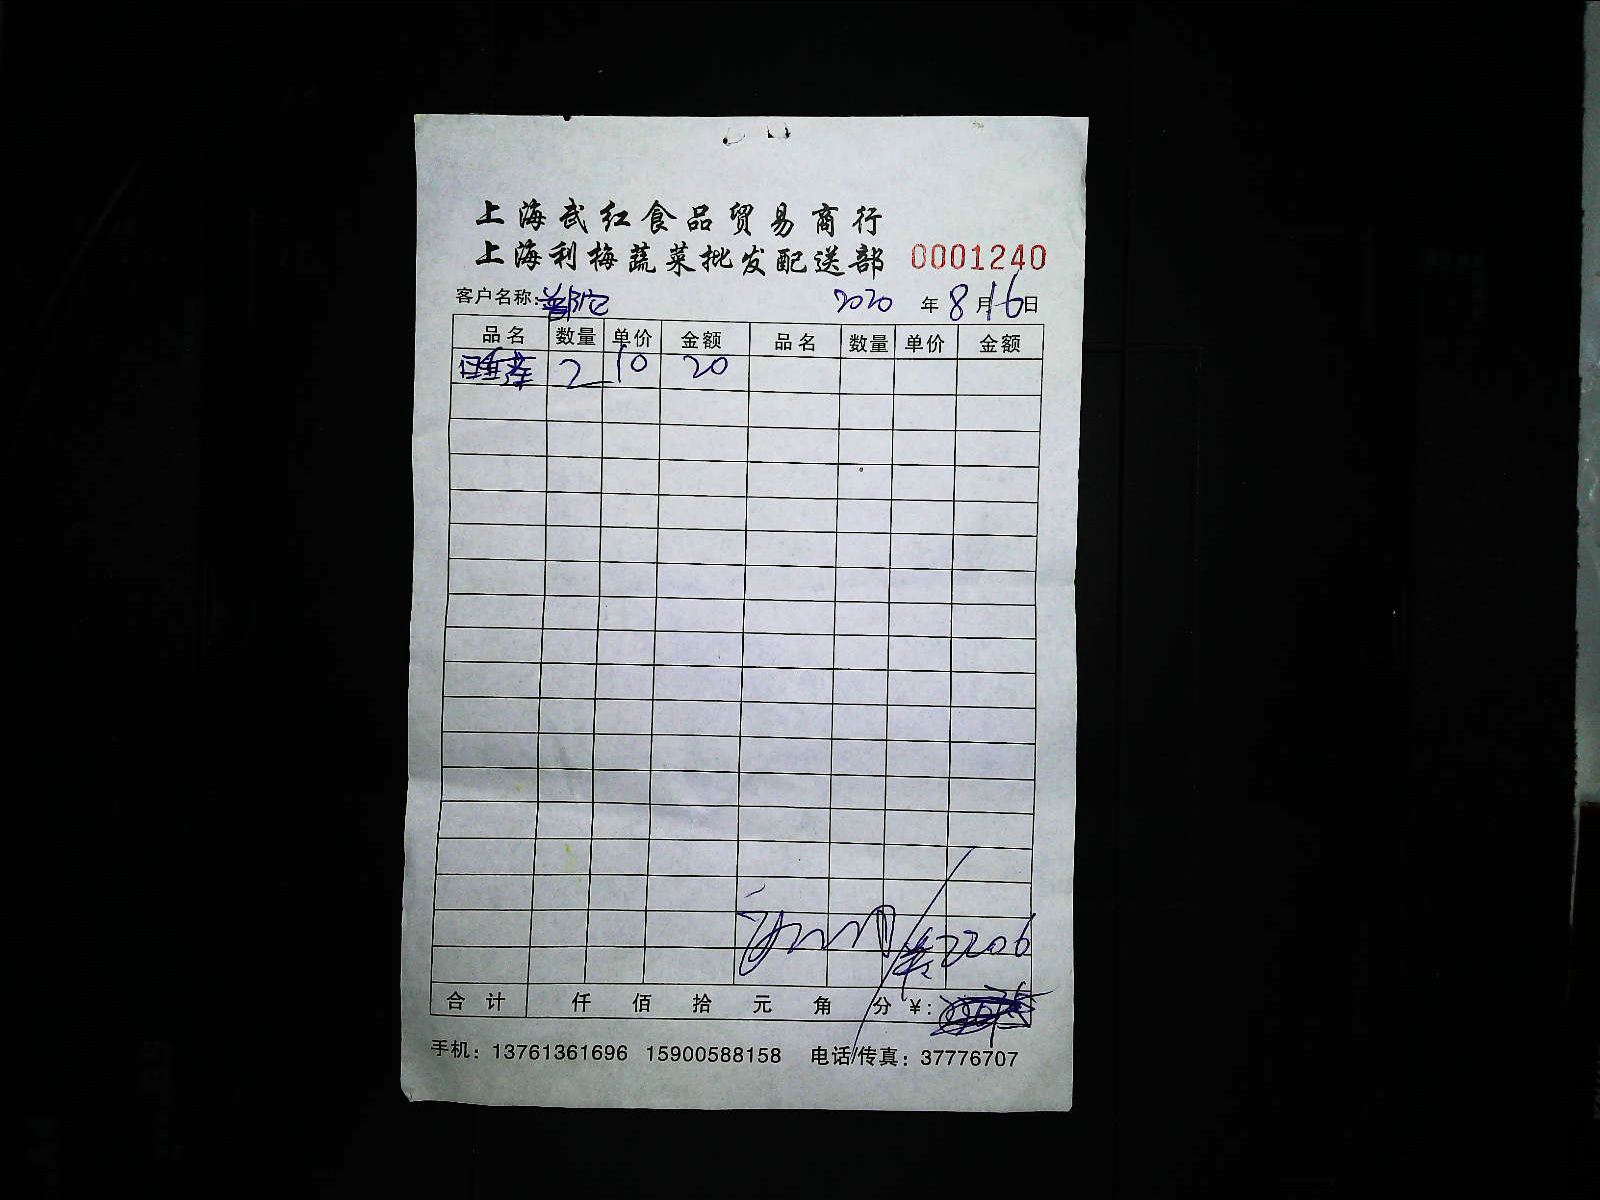 上海武红食品贸易商行
上海利梅蔬菜批发配送部 0001240
客户名称:普陀 2020 年 8 月 16 日
品名 数量 单价 金额 品名 数量 单价 金额
2 10 20
2206
合计 仟 佰 拾 元 角 分 ¥:
手机：13761361696 15900588158 电话/传真：37776707